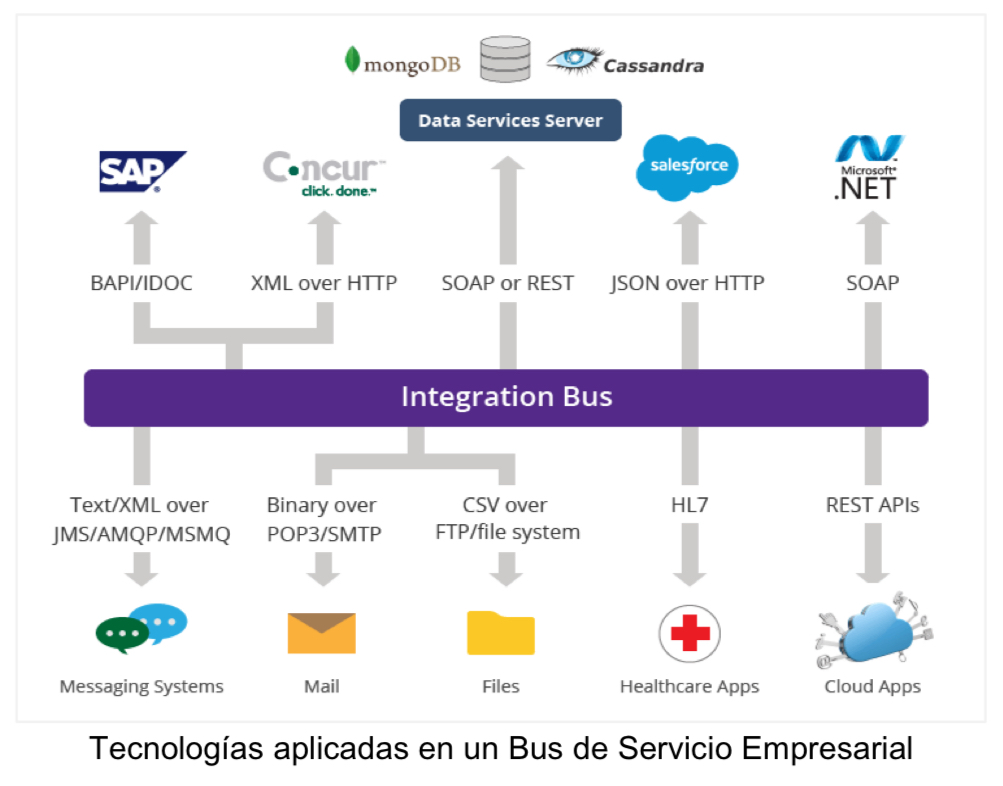 mongoDB
Cassandra
Data Services Server
SAP
Concur
click. done.™
salesforce
Microsoft®
.NET
BAPI/IDOC
XML over HTTP
SOAP or REST
JSON over HTTP
SOAP
Integration Bus
Text/XML over
JMS/AMQP/MSMQ
Binary over
POP3/SMTP
CSV over
FTP/file system
HL7
REST APIs
Messaging Systems
Mail
Files
Healthcare Apps
Cloud Apps
Tecnologías aplicadas en un Bus de Servicio Empresarial